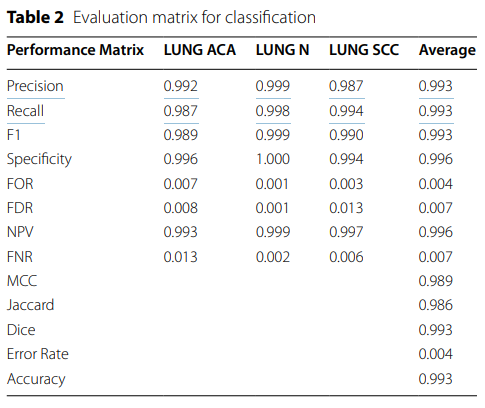 Table 2 Evaluation matrix for classification
Performance Matrix LUNG ACA LUNG N LUNG SCC Average
Precision 0.992 0.999 0.987 0.993
Recall 0.987 0.998 0.994 0.993
F1 0.989 0.999 0.990 0.993
Specificity 0.996 1.000 0.994 0.996
FOR 0.007 0.001 0.003 0.004
FDR 0.008 0.001 0.013 0.007
NPV 0.993 0.999 0.997 0.996
FNR 0.013 0.002 0.006 0.007
MCC 0.989
Jaccard 0.986
Dice 0.993
Error Rate 0.004
Accuracy 0.993